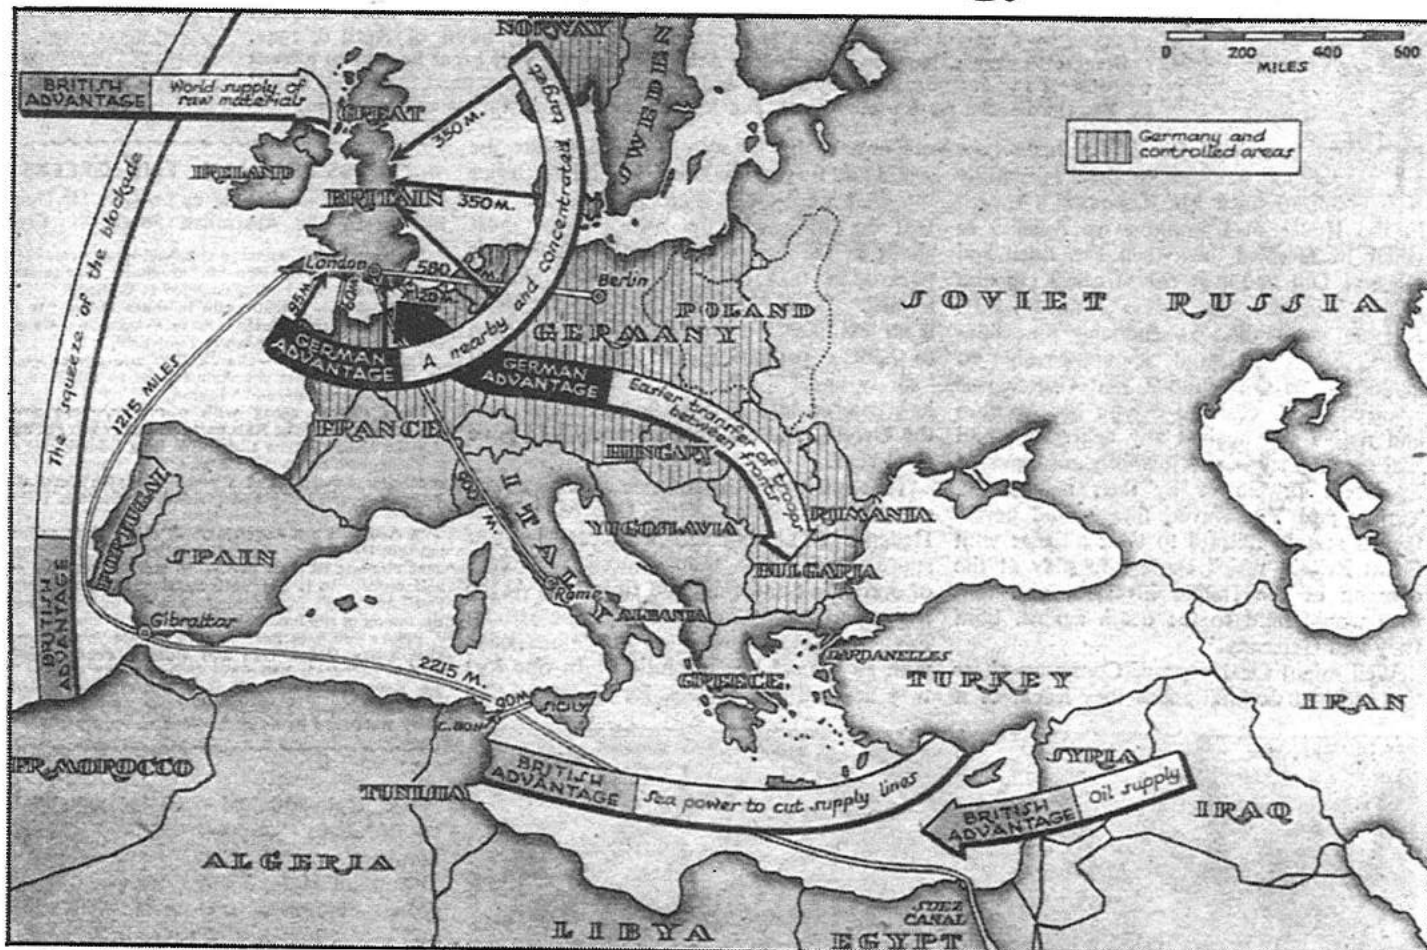 NORWAY
SWEDEN
0 200 400 600
MILES
BRITISH
ADVANTAGE
World supply of
raw materials
GREAT
BRITAIN
IRELAND
350 M.
350 M.
Germany and
controlled areas
The squeeze of the blockade
BRITISH
ADVANTAGE
London
580 M.
Berlin
95 M.
POLAND
GERMANY
SOVIET RUSSIA
GERMAN
ADVANTAGE
A nearby and concentrated target
GERMAN
ADVANTAGE
Easier transfer of troops
between fronts
1215 MILES
FRANCE
HUNGARY
ITALY
YUGOSLAVIA
RUMANIA
BULGARIA
PORTUGAL
SPAIN
Rome
ALBANIA
Gibraltar
DARDANELLES
2215 M.
90 M.
SICILY
C. BON
GREECE
TURKEY
IRAN
FR. MOROCCO
TUNISIA
BRITISH
ADVANTAGE
Sea power to cut supply lines
SYRIA
BRITISH
ADVANTAGE
Oil supply
IRAQ
ALGERIA
LIBYA
SUEZ
CANAL
EGYPT